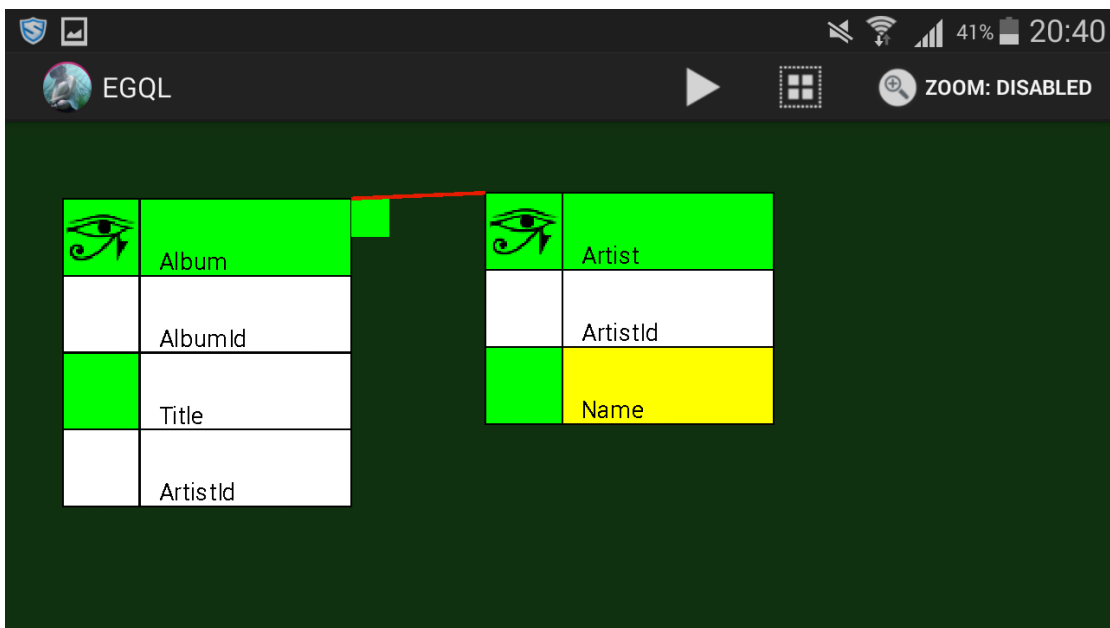 41% 20:40
EGQL ZOOM: DISABLED
Album
AlbumId
Title
ArtistId
Artist
ArtistId
Name